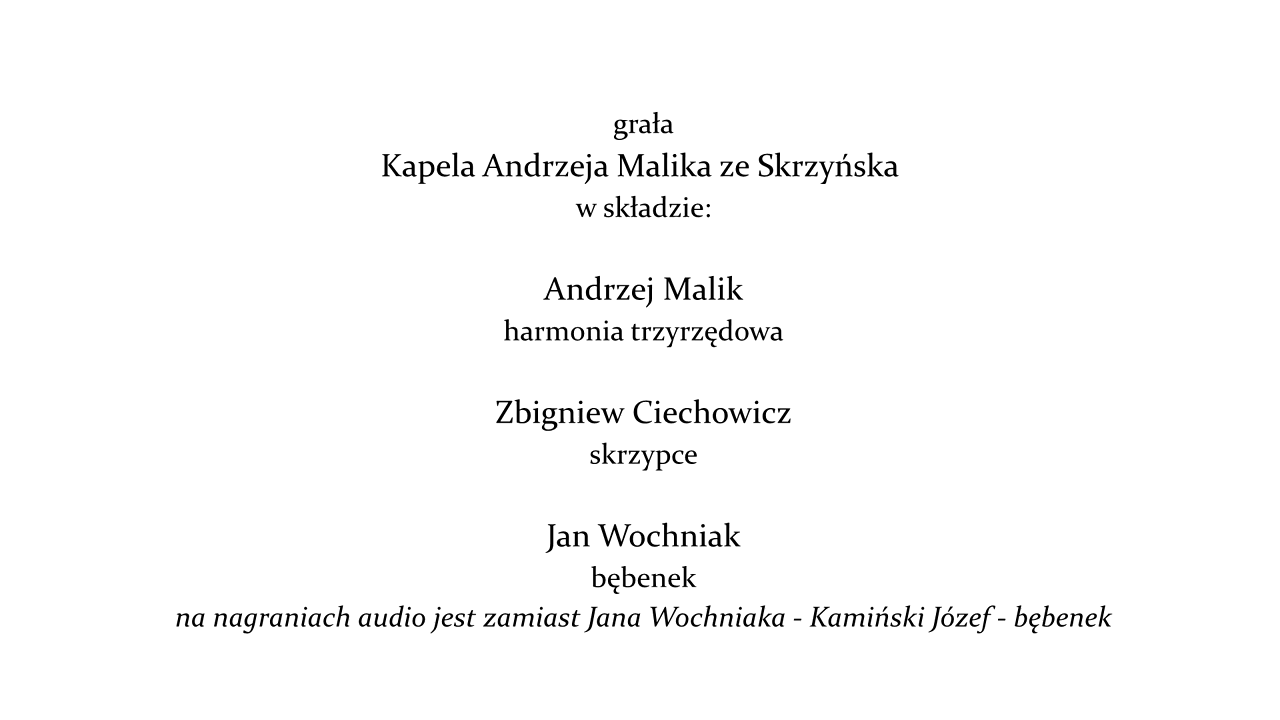 grała
Kapela Andrzeja Malika ze Skrzyńska
w składzie:
Andrzej Malik
harmonia trzyrzędowa
Zbigniew Ciechowicz
skrzypce
Jan Wochniak
bębenek
na nagraniach audio jest zamiast Jana Wochniaka - Kamiński Józef - bębenek